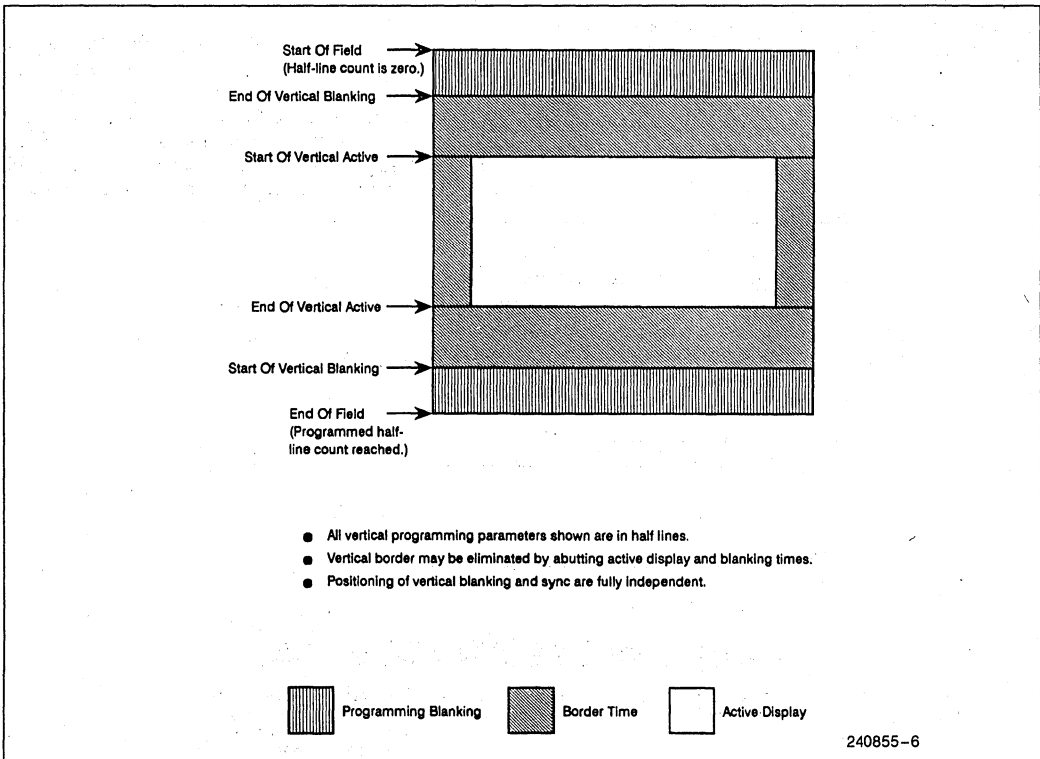 Start Of Field
(Half-line count is zero.)
End Of Vertical Blanking
Start Of Vertical Active
End Of Vertical Active
Start Of Vertical Blanking
End Of Field
(Programmed half-
line count reached.)
● All vertical programming parameters shown are in half lines.
● Vertical border may be eliminated by abutting active display and blanking times.
● Positioning of vertical blanking and sync are fully independent.
Programming Blanking
Border Time
Active Display
240855-6